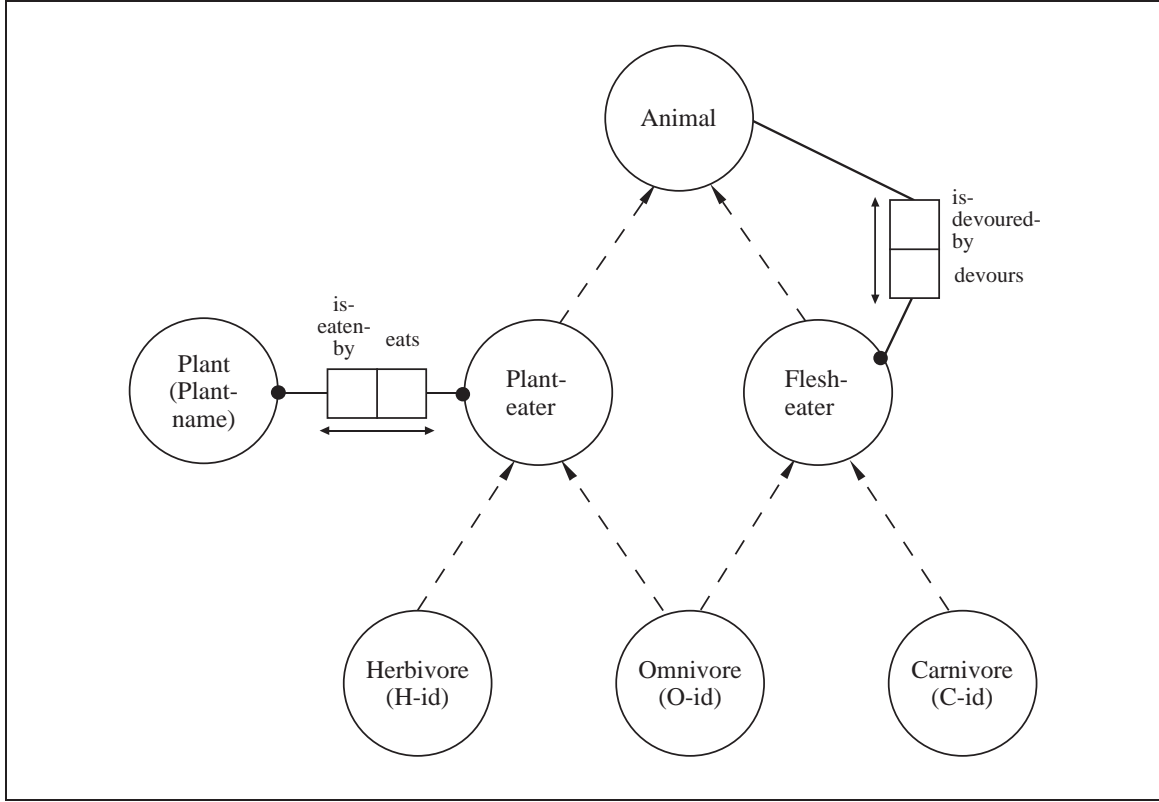 Animal
is-
devoured-
by
devours
is-
eaten-
by
eats
Plant
(Plant-
name)
Plant-
eater
Flesh-
eater
Herbivore
(H-id)
Omnivore
(O-id)
Carnivore
(C-id)